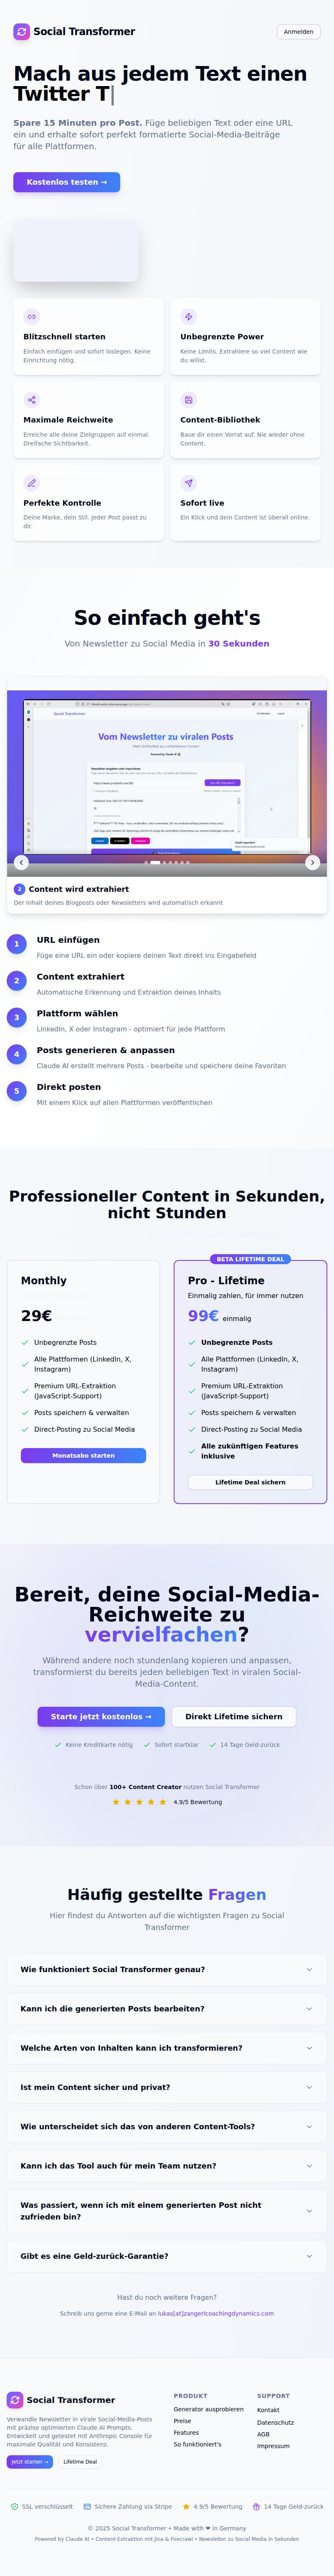 Social Transformer
Anmelden
Mach aus jedem Text einen
Twitter T
Spare 15 Minuten pro Post. Füge beliebigen Text oder eine URL
ein und erhalte sofort perfekt formatierte Social-Media-Beiträge
für alle Plattformen.
Kostenlos testen →
Blitzschnell starten
Einfach einfügen und sofort loslegen. Keine
Einrichtung nötig.
Unbegrenzte Power
Keine Limits. Extrahiere so viel Content wie
du willst.
Maximale Reichweite
Erreiche alle deine Zielgruppen auf einmal.
Dreifache Sichtbarkeit.
Content-Bibliothek
Baue dir einen Vorrat auf. Nie wieder ohne
Content.
Perfekte Kontrolle
Deine Marke, dein Stil. Jeder Post passt zu
dir.
Sofort live
Ein Klick und dein Content ist überall online.
So einfach geht's
Von Newsletter zu Social Media in 30 Sekunden
Social Transformer
Vom Newsletter zu viralen Posts
2 Content wird extrahiert
Der Inhalt deines Blogposts oder Newsletters wird automatisch erkannt
1
URL einfügen
Füge eine URL ein oder kopiere deinen Text direkt ins Eingabefeld
2
Content extrahiert
Automatische Erkennung und Extraktion deines Inhalts
3
Plattform wählen
LinkedIn, X oder Instagram - optimiert für jede Plattform
4
Posts generieren & anpassen
Claude AI erstellt mehrere Posts - bearbeite und speichere deine Favoriten
5
Direkt posten
Mit einem Klick auf allen Plattformen veröffentlichen
Professioneller Content in Sekunden,
nicht Stunden
Monthly
29€
Unbegrenzte Posts
Alle Plattformen (LinkedIn, X,
Instagram)
Premium URL-Extraktion
(JavaScript-Support)
Posts speichern & verwalten
Direct-Posting zu Social Media
Monatsabo starten
BETA LIFETIME DEAL
Pro - Lifetime
Einmalig zahlen, für immer nutzen
99€ einmalig
Unbegrenzte Posts
Alle Plattformen (LinkedIn, X,
Instagram)
Premium URL-Extraktion
(JavaScript-Support)
Posts speichern & verwalten
Direct-Posting zu Social Media
Alle zukünftigen Features
inklusive
Lifetime Deal sichern
Bereit, deine Social-Media-
Reichweite zu
vervielfachen?
Während andere noch stundenlang kopieren und anpassen,
transformierst du bereits jeden beliebigen Text in viralen Social-
Media-Content.
Starte jetzt kostenlos →
Direkt Lifetime sichern
Keine Kreditkarte nötig
Sofort startklar
14 Tage Geld-zurück
Schon über 100+ Content Creator nutzen Social Transformer
4.9/5 Bewertung
Häufig gestellte Fragen
Hier findest du Antworten auf die wichtigsten Fragen zu Social
Transformer
Wie funktioniert Social Transformer genau?
Kann ich die generierten Posts bearbeiten?
Welche Arten von Inhalten kann ich transformieren?
Ist mein Content sicher und privat?
Wie unterscheidet sich das von anderen Content-Tools?
Kann ich das Tool auch für mein Team nutzen?
Was passiert, wenn ich mit einem generierten Post nicht
zufrieden bin?
Gibt es eine Geld-zurück-Garantie?
Hast du noch weitere Fragen?
Schreib uns gerne eine E-Mail an lukas[at]zangerlcoachingdynamics.com
Social Transformer
Verwandle Newsletter in virale Social-Media-Posts
mit präzise optimierten Claude AI Prompts.
Entwickelt und getestet mit Anthropic Console für
maximale Qualität und Konsistenz.
Jetzt starten →
Lifetime Deal
PRODUKT
Generator ausprobieren
Preise
Features
So funktioniert's
SUPPORT
Kontakt
Datenschutz
AGB
Impressum
SSL verschlüsselt
Sichere Zahlung via Stripe
4.9/5 Bewertung
14 Tage Geld-zurück
© 2025 Social Transformer • Made with ❤ in Germany
Powered by Claude AI • Content-Extraktion mit Jina & Firecrawl • Newsletter zu Social Media in Sekunden